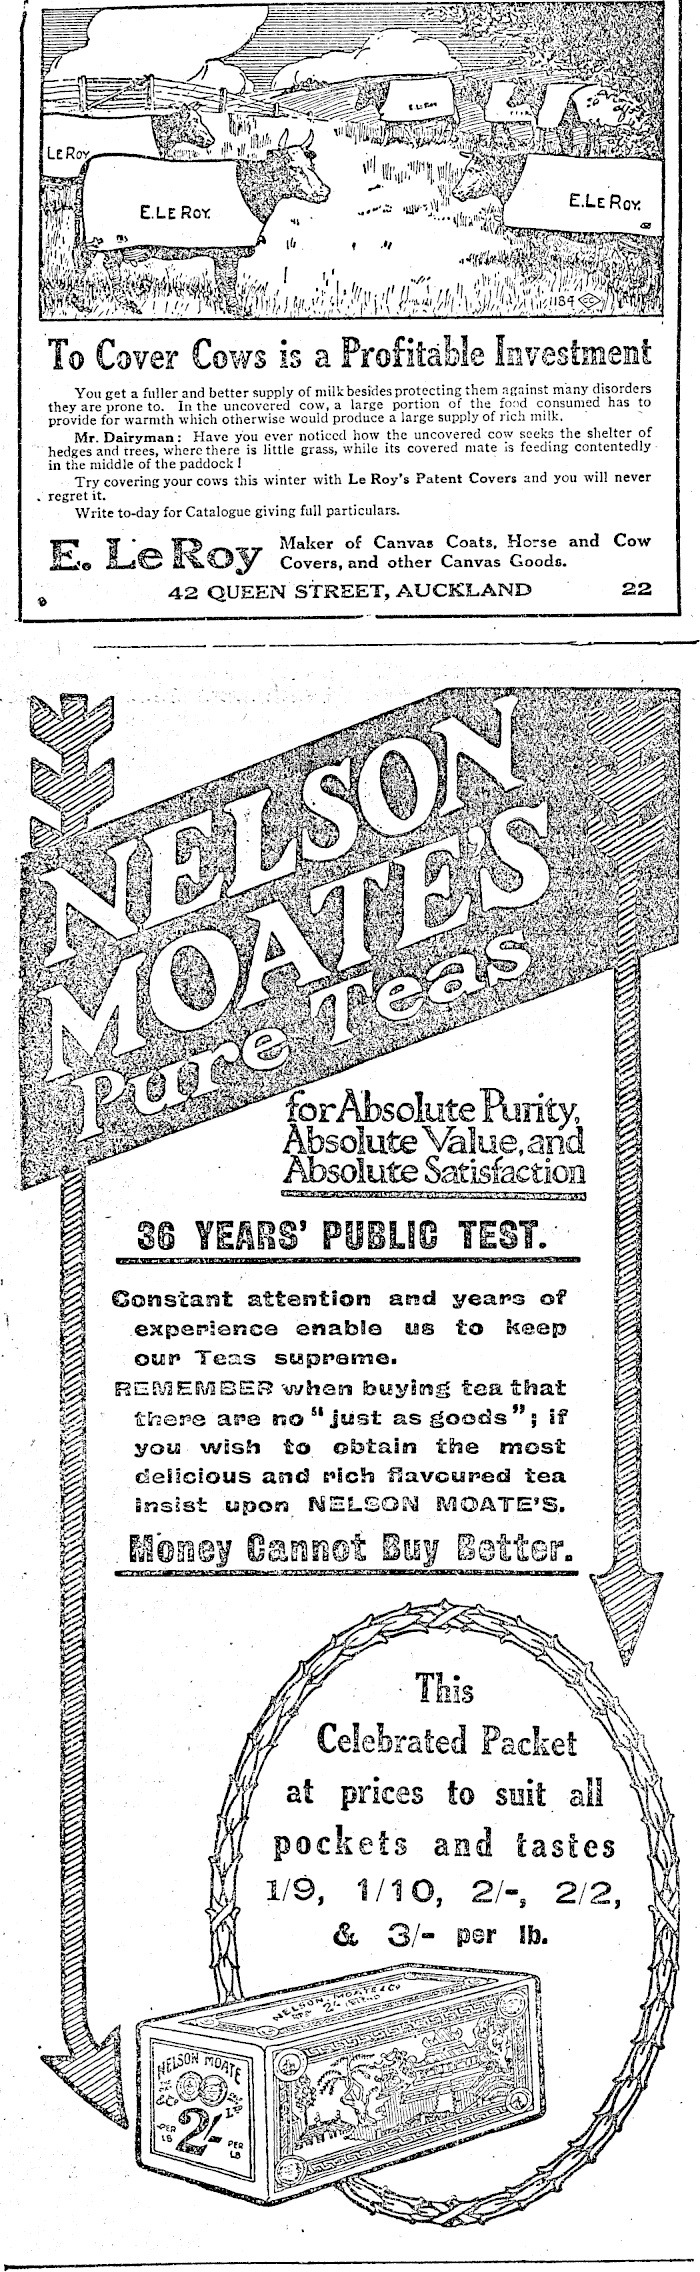 E. LE ROY
LE ROY
E. LE ROY.
E. LE ROY.
1184 CC
To Cover Cows is a Profitable Investment
You get a fuller and better supply of milk besides protecting them against many disorders
they are prone to. In the uncovered cow, a large portion of the food consumed has to
provide for warmth which otherwise would produce a large supply of rich milk.
Mr. Dairyman: Have you ever noticed how the uncovered cow seeks the shelter of
hedges and trees, where there is little grass, while its covered mate is feeding contentedly
in the middle of the paddock!
Try covering your cows this winter with Le Roy's Patent Covers and you will never
regret it.
Write to-day for Catalogue giving full particulars.
E. Le Roy
Maker of Canvas Coats, Horse and Cow
Covers, and other Canvas Goods.
42 QUEEN STREET, AUCKLAND 22
NELSON
MOATE'S
Pure Teas
for Absolute Purity,
Absolute Value, and
Absolute Satisfaction
36 YEARS' PUBLIC TEST.
Constant attention and years of
experience enable us to keep
our Teas supreme.
REMEMBER when buying tea that
there are no "just as goods"; if
you wish to obtain the most
delicious and rich flavoured tea
insist upon NELSON MOATE'S.
Money Cannot Buy Better.
This
Celebrated Packet
at prices to suit all
pockets and tastes
1/9, 1/10, 2/-, 2/2,
& 3/- per lb.
NELSON, MOATE & Co
2/-
NELSON MOATE
& Co
2/-
PER LB
PER LB